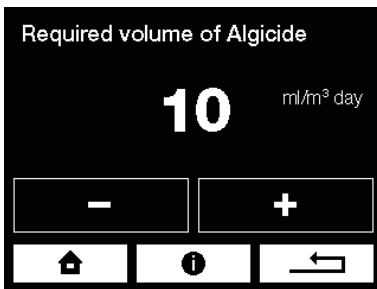 Required volume of Algicide
10 ml/m³ day
− +
i